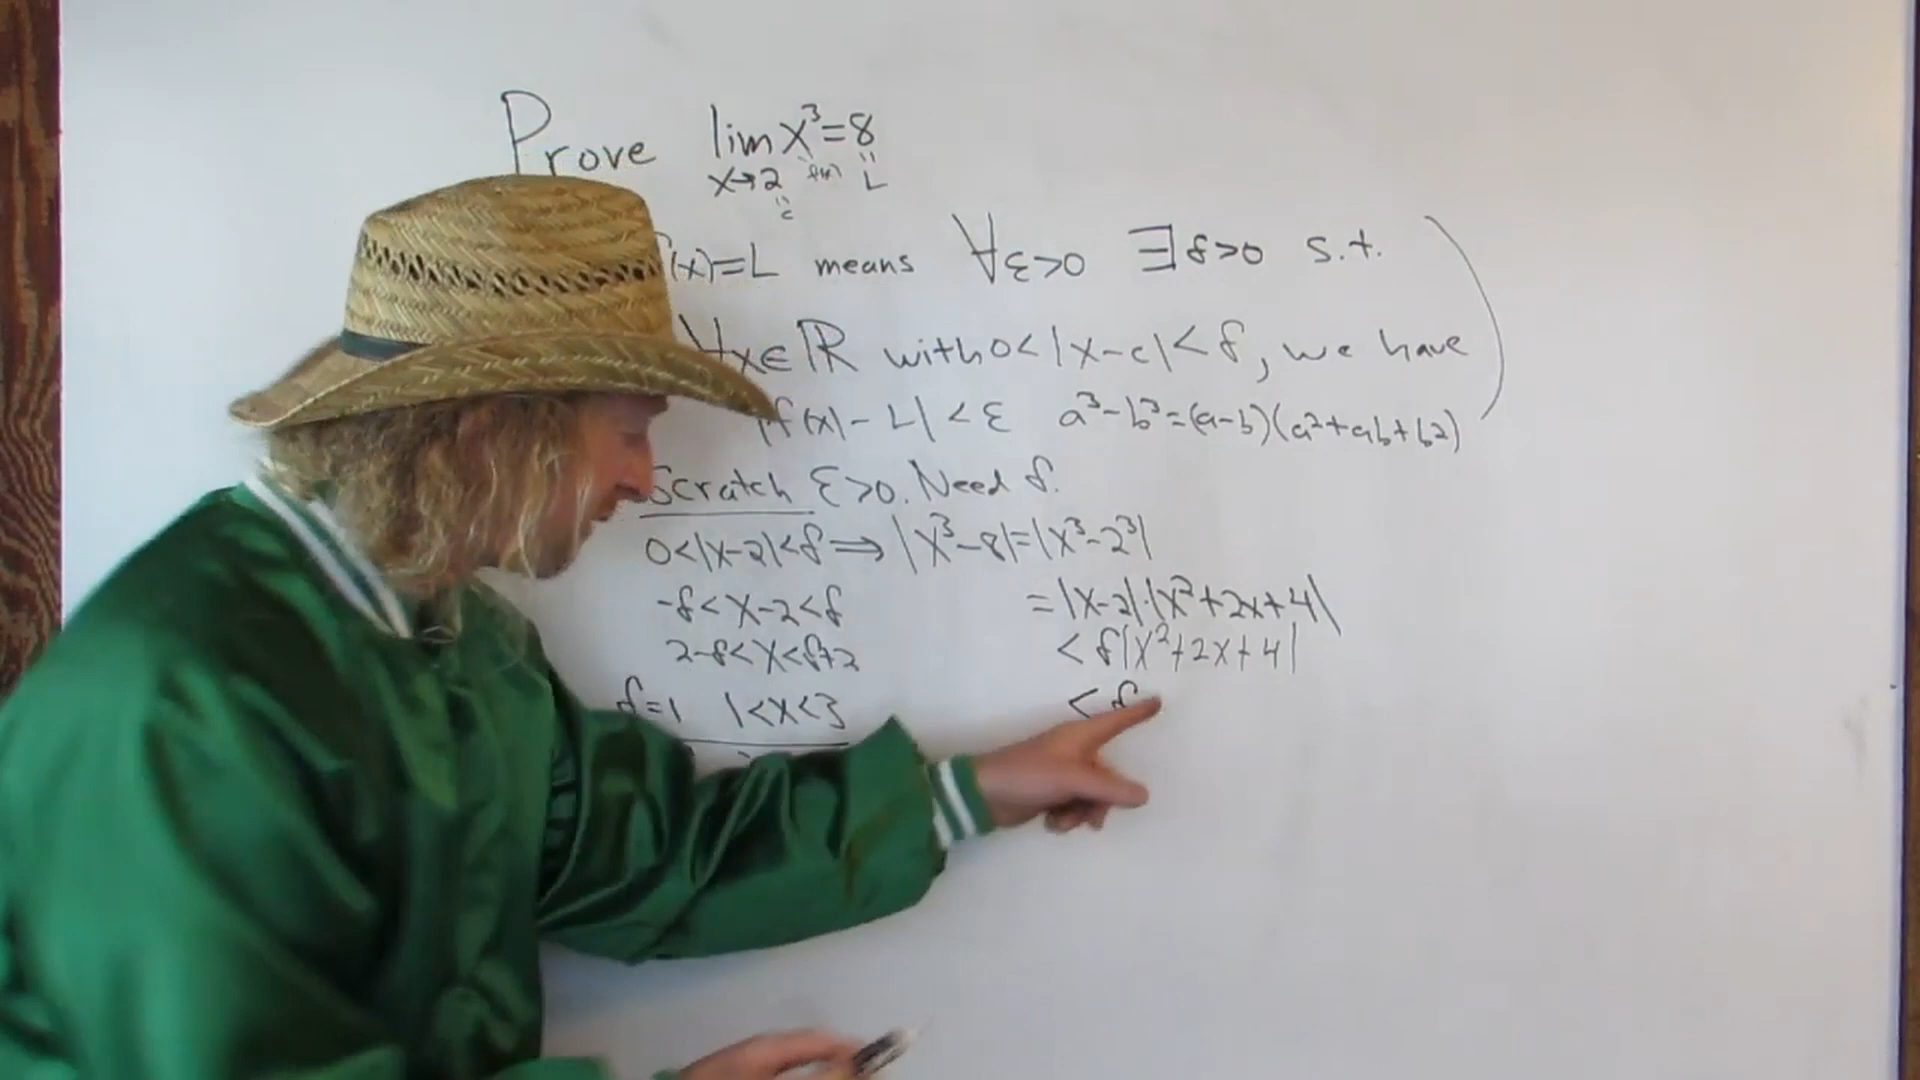 Prove lim x³=8
x→2 f(x) L
c
f(x)=L means ∀ε>0 ∃δ>0 s.t.
∀x∈ℝ with 0<|x-c|<δ, we have
|f(x)-L|<ε a³-b³=(a-b)(a²+ab+b²)
Scratch ε>0. Need δ.
0<|x-2|<δ ⇒ |x³-8|=|x³-2³|
-δ<x-2<δ =|x-2|·|x²+2x+4|
2-δ<x<δ+2 <δ|x²+2x+4|
δ=1 1<x<3 <δ